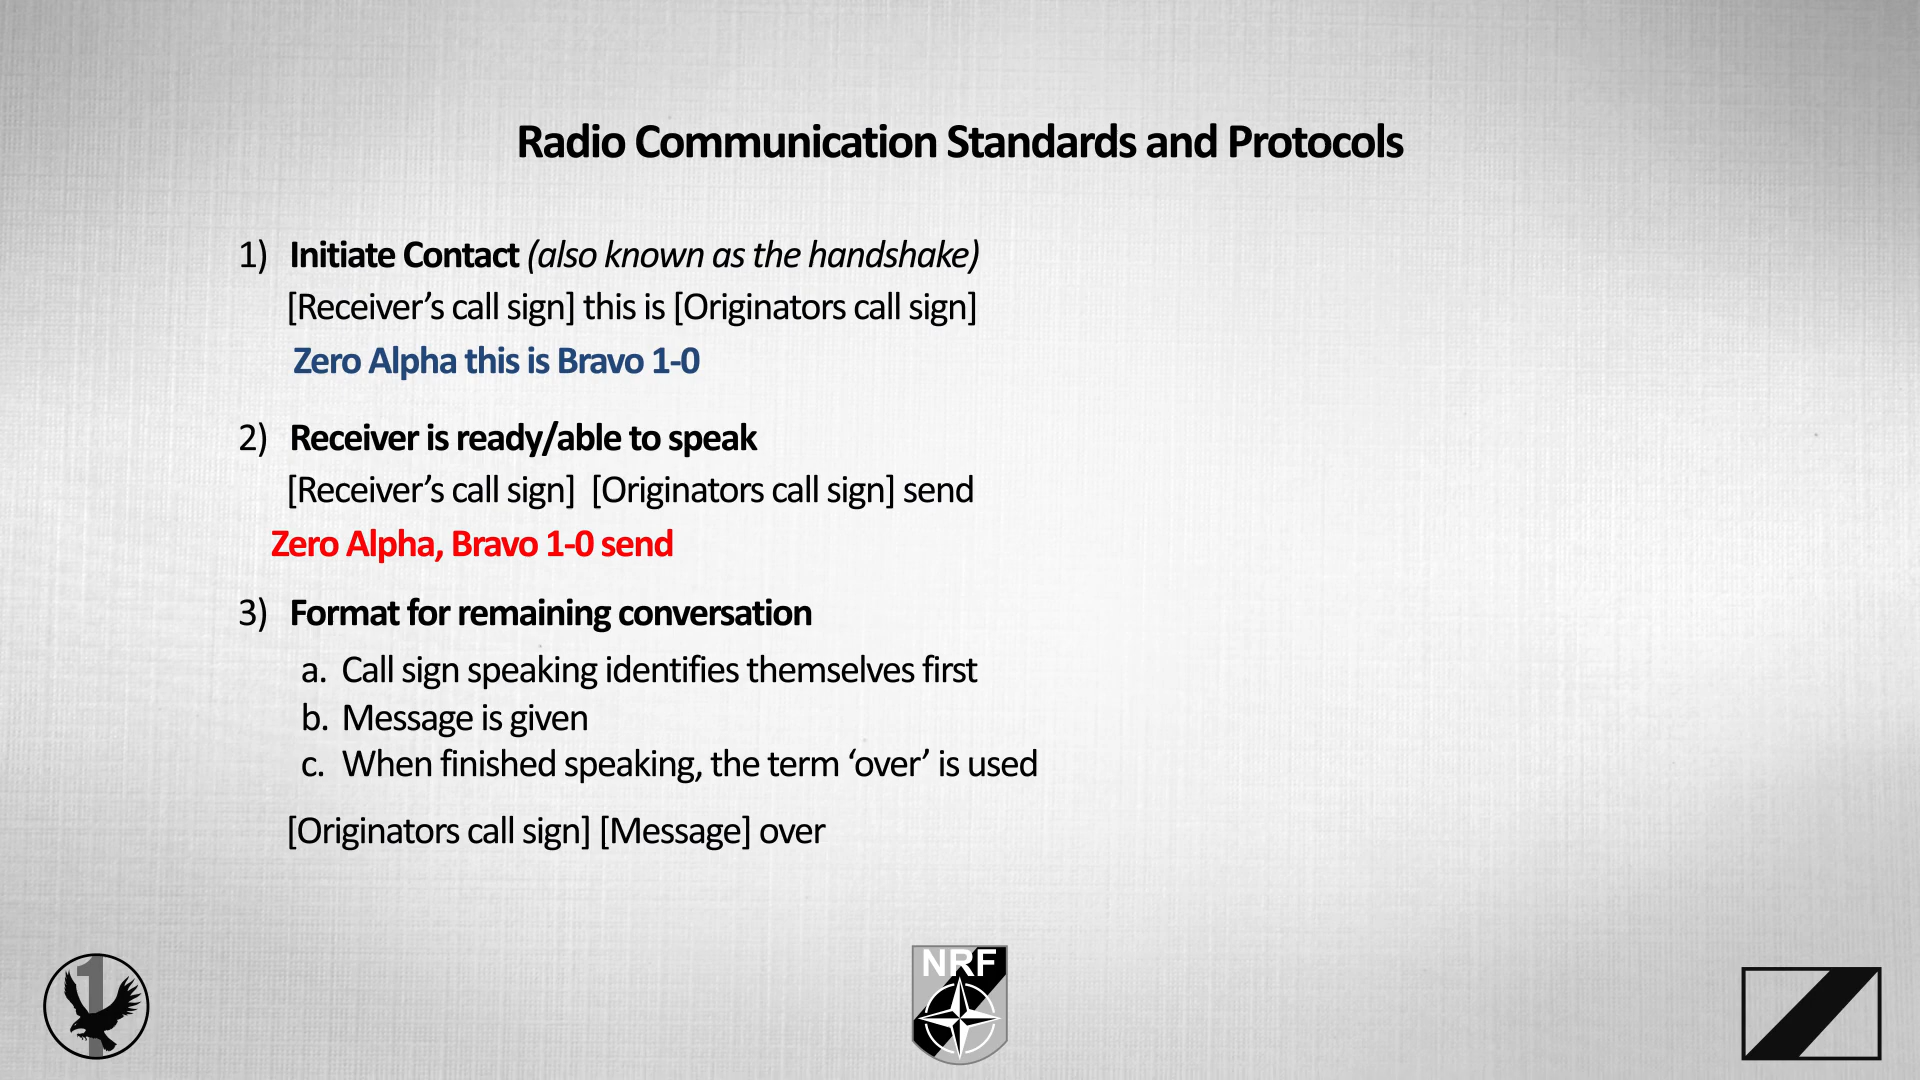 Radio Communication Standards and Protocols
1) Initiate Contact (also known as the handshake)
[Receiver’s call sign] this is [Originators call sign]
Zero Alpha this is Bravo 1-0
2) Receiver is ready/able to speak
[Receiver’s call sign]  [Originators call sign] send
Zero Alpha, Bravo 1-0 send
3) Format for remaining conversation
a. Call sign speaking identifies themselves first
b. Message is given
c. When finished speaking, the term ‘over’ is used
[Originators call sign] [Message] over
1
NRF